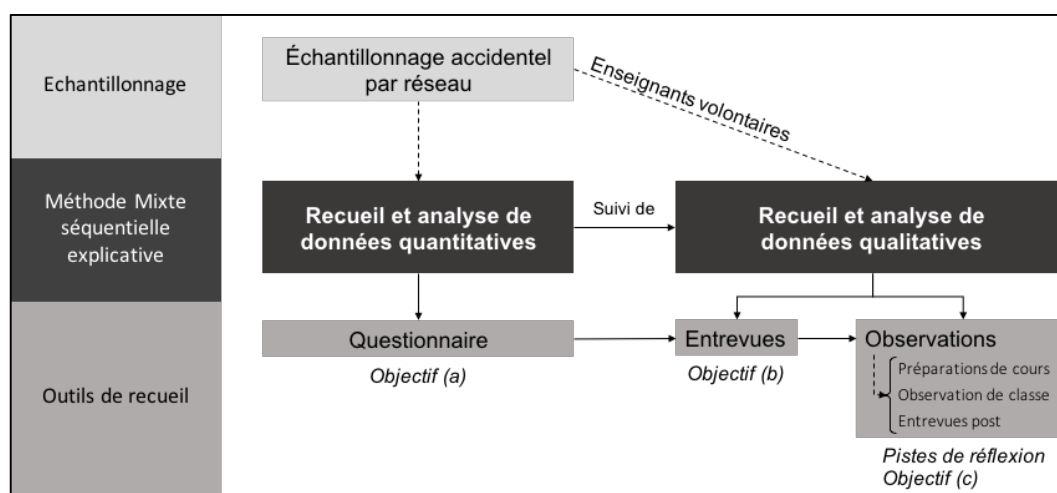 Echantillonnage
Échantillonnage accidentel
par réseau
Enseignants volontaires
Méthode Mixte
séquentielle
explicative
Recueil et analyse de
données quantitatives
Suivi de
Recueil et analyse de
données qualitatives
Outils de recueil
Questionnaire
Objectif (a)
Entrevues
Objectif (b)
Observations
Préparations de cours
Observation de classe
Entrevues post
Pistes de réflexion
Objectif (c)